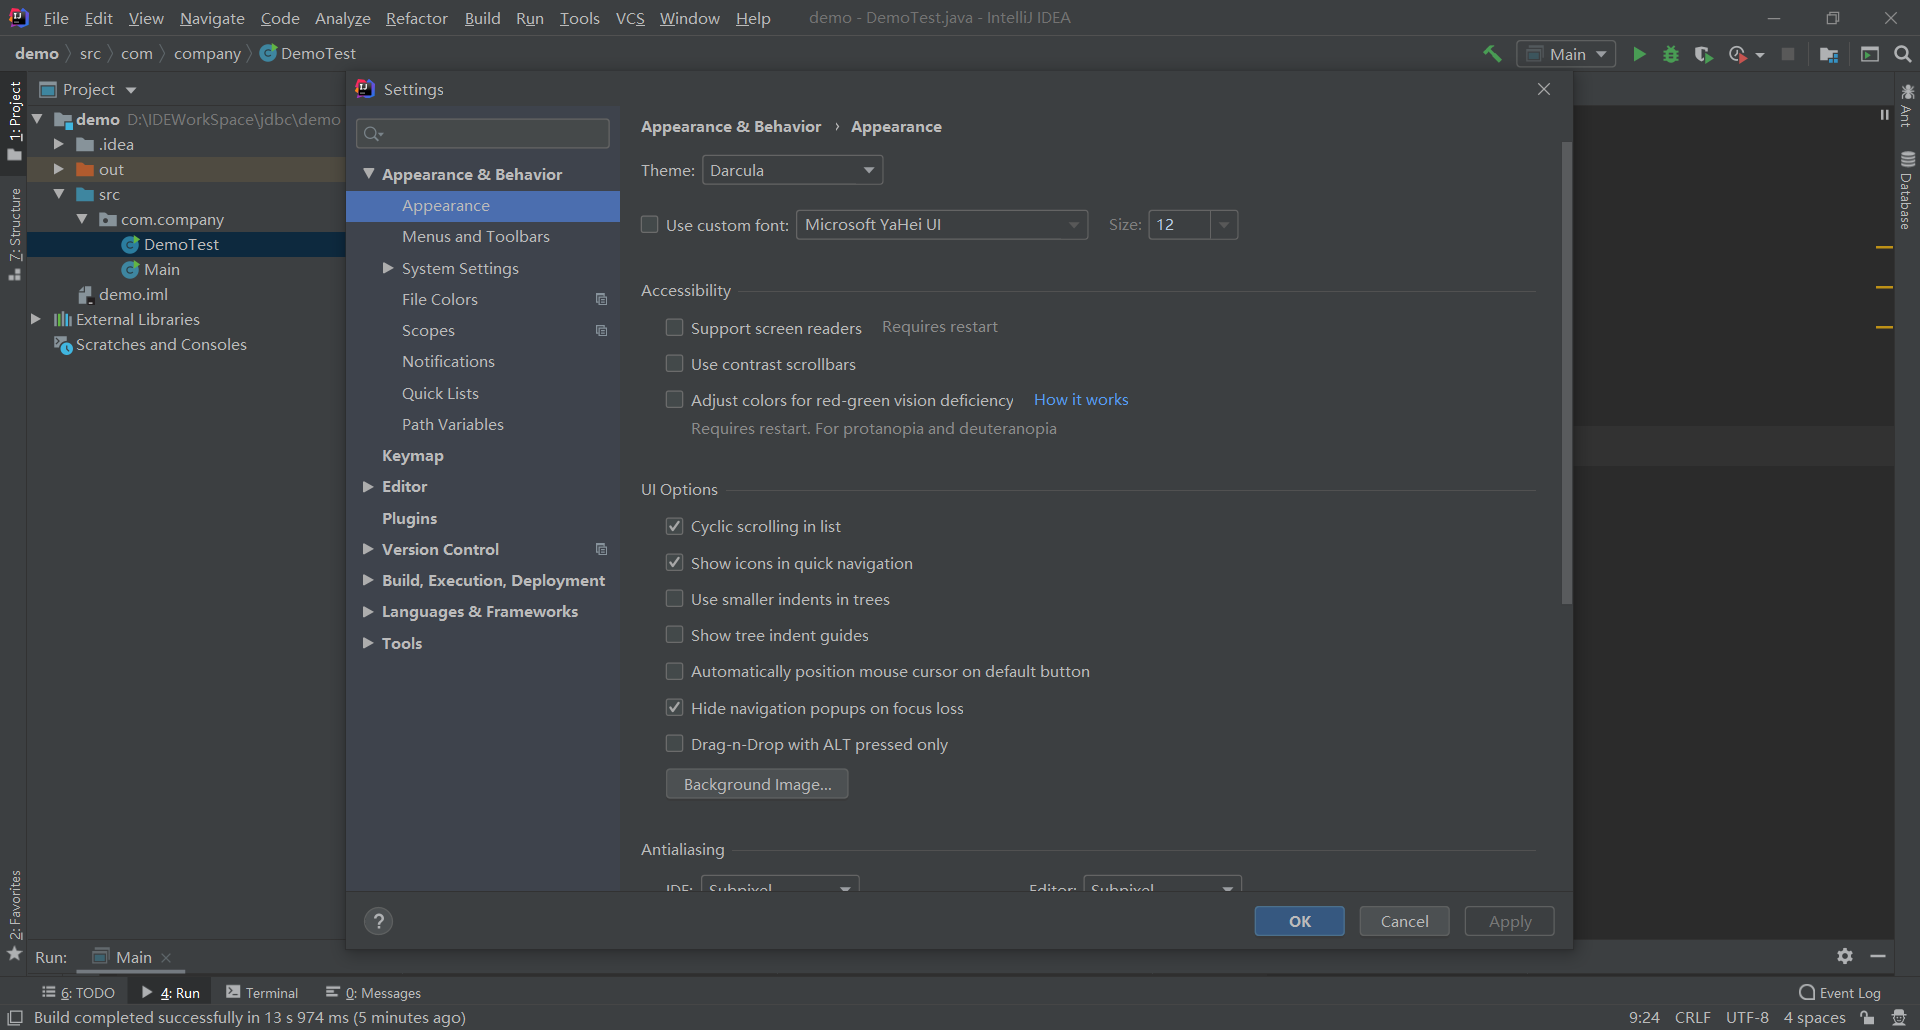 File Edit View Navigate Code Analyze Refactor Build Run Tools VCS Window Help demo - DemoTest.java - IntelliJ IDEA
demo src com company DemoTest Main
1: Project
7: Structure
2: Favorites
Project
demo D:\IDEWorkSpace\jdbc\demo
.idea
out
src
com.company
DemoTest
Main
demo.iml
External Libraries
Scratches and Consoles
Settings
Appearance & Behavior
Appearance
Menus and Toolbars
System Settings
File Colors
Scopes
Notifications
Quick Lists
Path Variables
Keymap
Editor
Plugins
Version Control
Build, Execution, Deployment
Languages & Frameworks
Tools
Appearance & Behavior › Appearance
Theme: Darcula
Use custom font: Microsoft YaHei UI Size: 12
Accessibility
Support screen readers Requires restart
Use contrast scrollbars
Adjust colors for red-green vision deficiency How it works
Requires restart. For protanopia and deuteranopia
UI Options
Cyclic scrolling in list
Show icons in quick navigation
Use smaller indents in trees
Show tree indent guides
Automatically position mouse cursor on default button
Hide navigation popups on focus loss
Drag-n-Drop with ALT pressed only
Background Image...
Antialiasing
IDE: Subpixel Editor: Subpixel
? OK Cancel Apply
Ant
Database
Run: Main
6: TODO 4: Run Terminal 0: Messages Event Log
Build completed successfully in 13 s 974 ms (5 minutes ago) 9:24 CRLF UTF-8 4 spaces